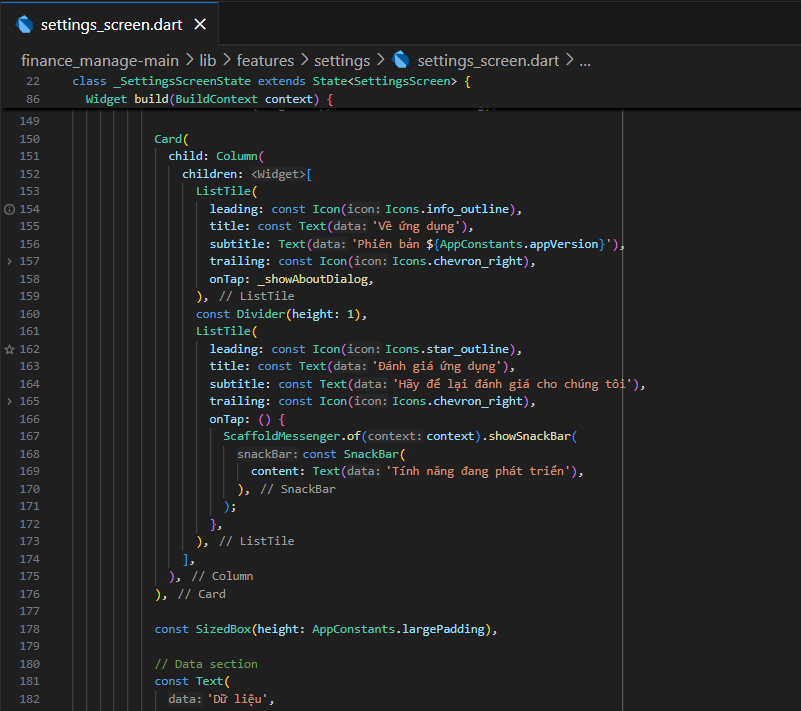 settings_screen.dart
finance_manage-main > lib > features > settings > settings_screen.dart > ...
22 class _SettingsScreenState extends State<SettingsScreen> {
86 Widget build(BuildContext context) {
149
150 Card(
151 child: Column(
152 children: <Widget>[
153 ListTile(
154 leading: const Icon(icon: Icons.info_outline),
155 title: const Text(data: 'Về ứng dụng'),
156 subtitle: Text(data: 'Phiên bản ${AppConstants.appVersion}'),
157 trailing: const Icon(icon: Icons.chevron_right),
158 onTap: _showAboutDialog,
159 ), // ListTile
160 const Divider(height: 1),
161 ListTile(
162 leading: const Icon(icon: Icons.star_outline),
163 title: const Text(data: 'Đánh giá ứng dụng'),
164 subtitle: const Text(data: 'Hãy để lại đánh giá cho chúng tôi'),
165 trailing: const Icon(icon: Icons.chevron_right),
166 onTap: () {
167 ScaffoldMessenger.of(context: context).showSnackBar(
168 snackBar: const SnackBar(
169 content: Text(data: 'Tính năng đang phát triển'),
170 ), // SnackBar
171 );
172 },
173 ), // ListTile
174 ],
175 ), // Column
176 ), // Card
177
178 const SizedBox(height: AppConstants.largePadding),
179
180 // Data section
181 const Text(
182 data: 'Dữ liệu',